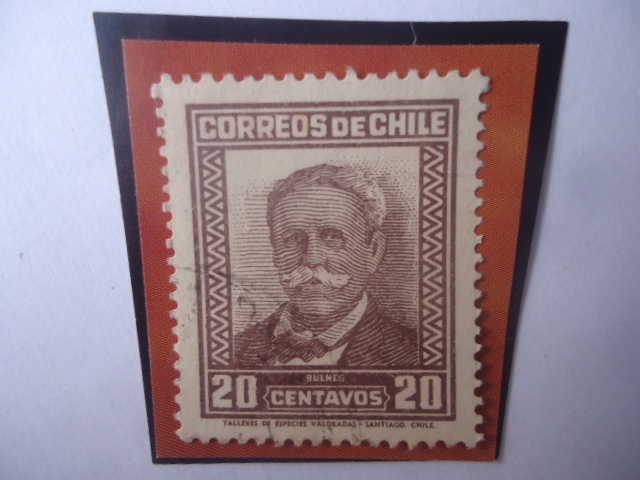 CORREOS DE CHILE
BULNES
20 CENTAVOS 20
TALLERES DE ESPECIES VALORADAS - SANTIAGO. CHILE.